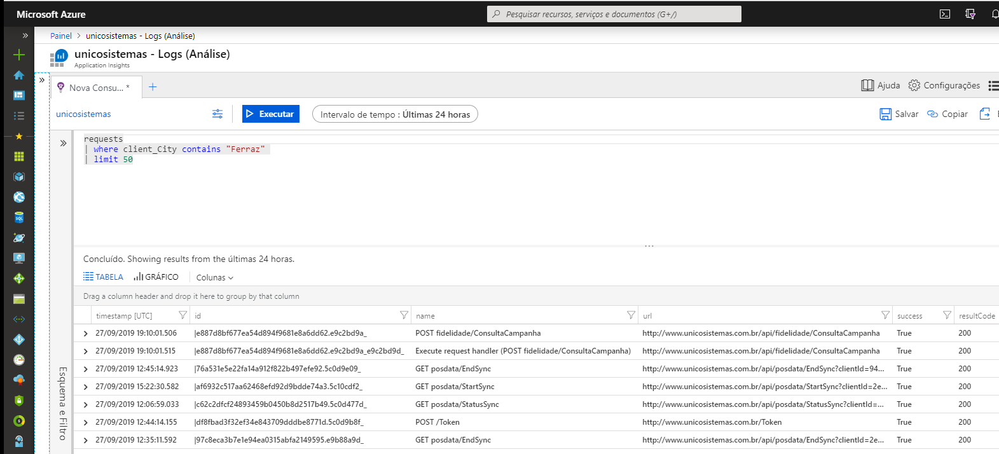 Microsoft Azure
Pesquisar recursos, serviços e documentos (G+/)
Painel > unicosistemas - Logs (Análise)
unicosistemas - Logs (Análise)
Application Insights
Nova Consu... *
Ajuda
Configurações
unicosistemas
Executar
Intervalo de tempo : Últimas 24 horas
Salvar
Copiar
requests
| where client_City contains "Ferraz"
| limit 50
Concluído. Showing results from the últimas 24 horas.
TABELA GRÁFICO Colunas
Drag a column header and drop it here to group by that column
timestamp [UTC] id name url success resultCode
27/09/2019 19:10:01.506 |e887d8bf677ea54d894f9681e8a6dd62.e9c2bd9a_ POST fidelidade/ConsultaCampanha http://www.unicosistemas.com.br/api/fidelidade/ConsultaCampanha True 200
27/09/2019 19:10:01.515 |e887d8bf677ea54d894f9681e8a6dd62.e9c2bd9a_e9c2bd9d_ Execute request handler (POST fidelidade/ConsultaCampanha) http://www.unicosistemas.com.br/api/fidelidade/ConsultaCampanha True 200
27/09/2019 12:45:14.923 |76a531e5e22fa14a912f822b497efe92.5c0d9e09_ GET posdata/EndSync http://www.unicosistemas.com.br/api/posdata/EndSync?clientId=94... True 200
27/09/2019 15:22:30.582 |af6932c517aa62468efd92d9bdde74a3.5c10cdf2_ GET posdata/StartSync http://www.unicosistemas.com.br/api/posdata/StartSync?clientId=2e... True 200
27/09/2019 12:06:59.033 |c62c2dfcf24893459b0450b8d2517b49.5c0d477d_ GET posdata/StatusSync http://www.unicosistemas.com.br/api/posdata/StatusSync?clientId=... True 200
27/09/2019 12:44:14.155 |df8fbad3f32ef34e843709dddbe8771d.5c0d9b8f_ POST /Token http://www.unicosistemas.com.br/Token True 200
27/09/2019 12:35:11.592 |97c8eca3b7e1e94ea0315abfa2149595.e9b88a9d_ GET posdata/EndSync http://www.unicosistemas.com.br/api/posdata/EndSync?clientId=2e... True 200
Esquema e Filtro